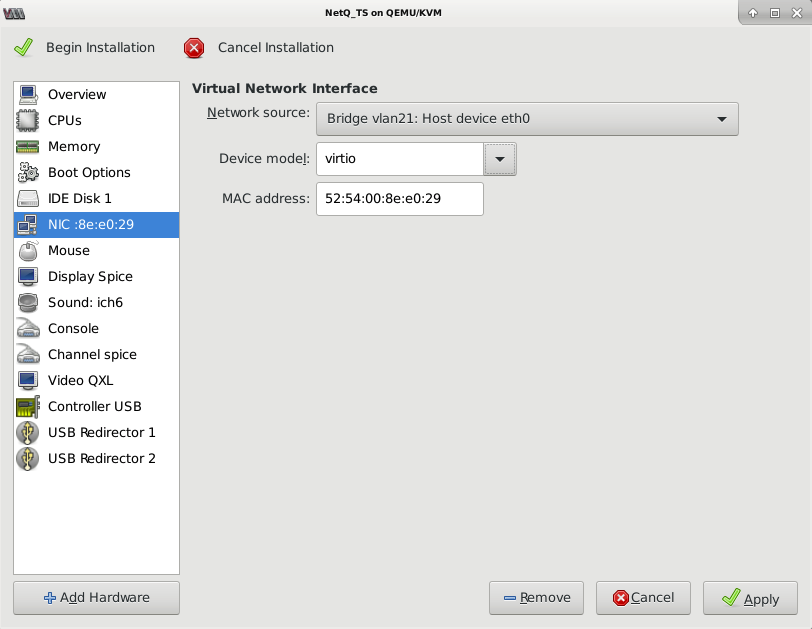 NetQ_TS on QEMU/KVM
Begin Installation
Cancel Installation
Overview
CPUs
Memory
Boot Options
IDE Disk 1
NIC :8e:e0:29
Mouse
Display Spice
Sound: ich6
Console
Channel spice
Video QXL
Controller USB
USB Redirector 1
USB Redirector 2
Add Hardware
Virtual Network Interface
Network source: Bridge vlan21: Host device eth0
Device model: virtio
MAC address: 52:54:00:8e:e0:29
Remove
Cancel
Apply